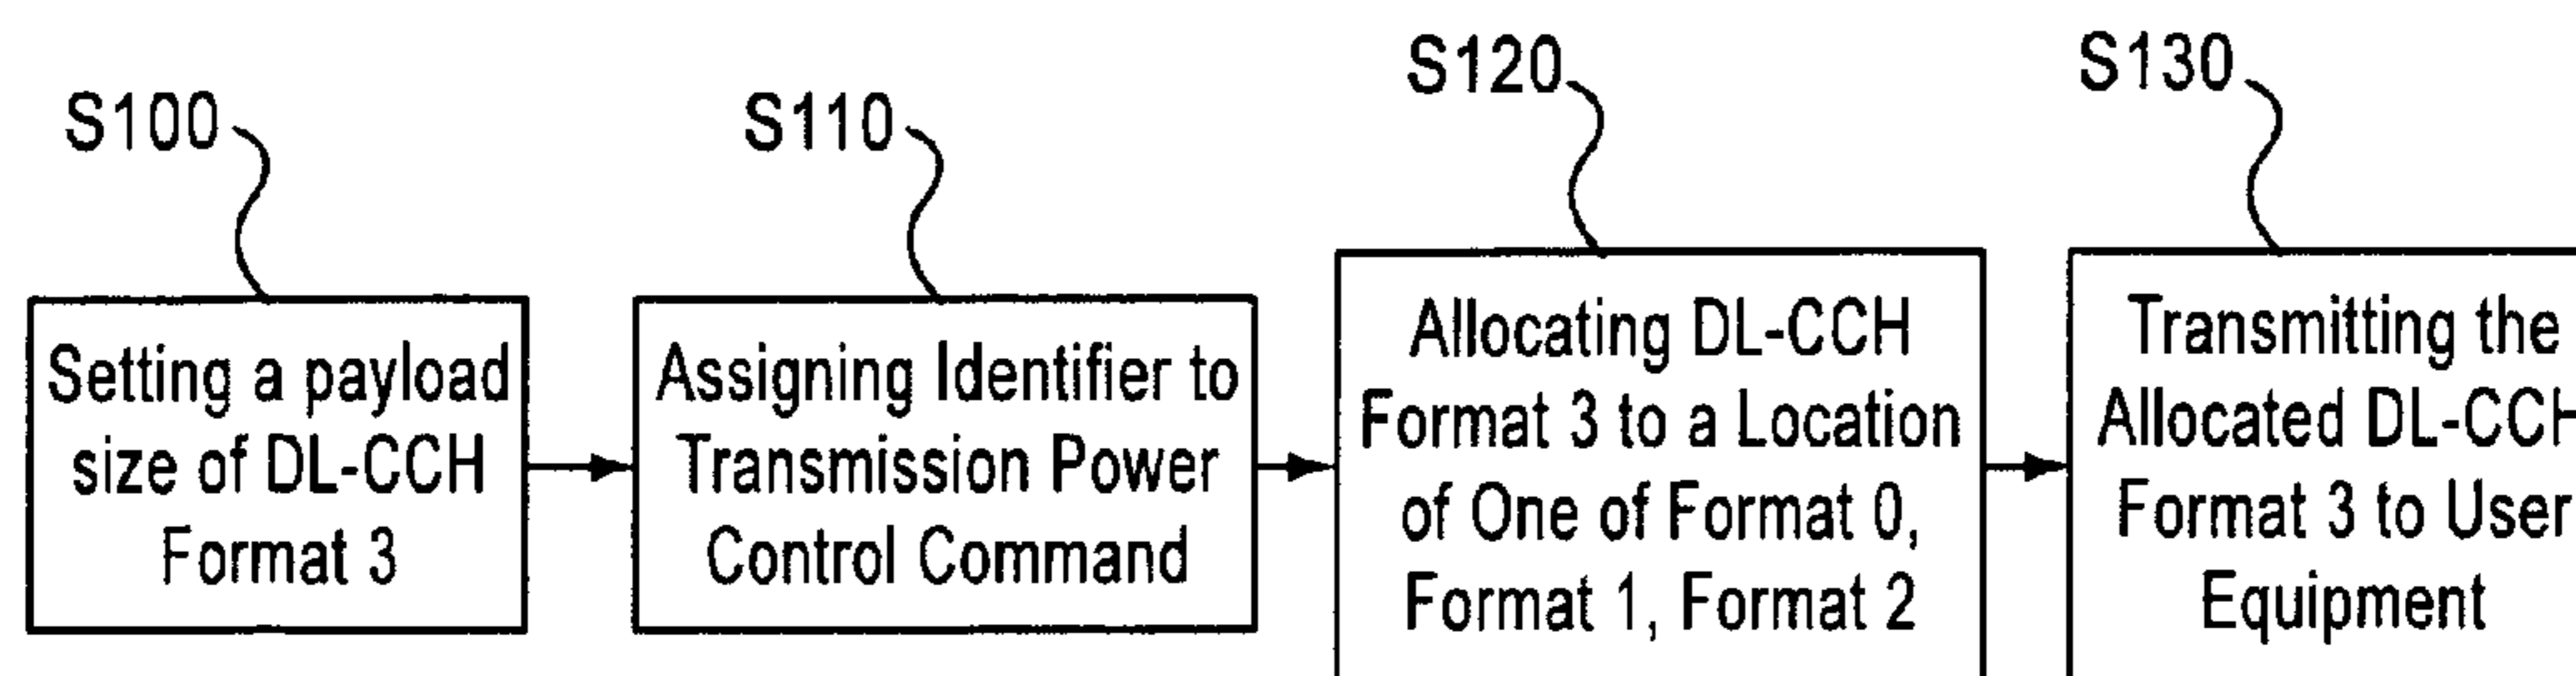 S100
S110
S120
S130
Setting a payload
size of DL-CCH
Format 3
Assigning Identifier to
Transmission Power
Control Command
Allocating DL-CCH
Format 3 to a Location
of One of Format 0,
Format 1, Format 2
Transmitting the
Allocated DL-CCH
Format 3 to User
Equipment